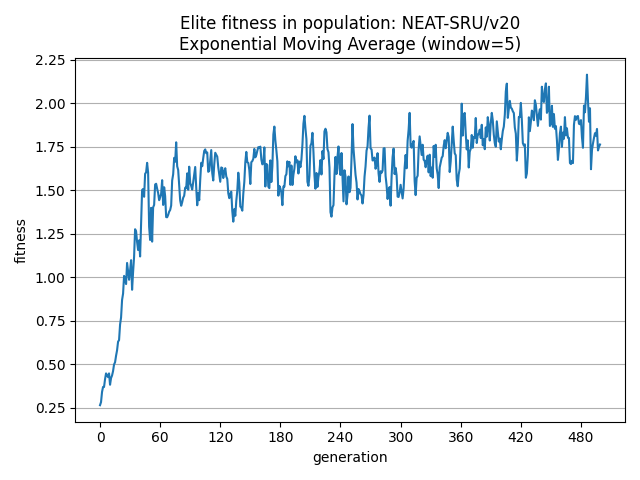 Elite fitness in population: NEAT-SRU/v20
Exponential Moving Average (window=5)
2.25
2.00
1.75
1.50
1.25
1.00
0.75
0.50
0.25
fitness
0 60 120 180 240 300 360 420 480
generation